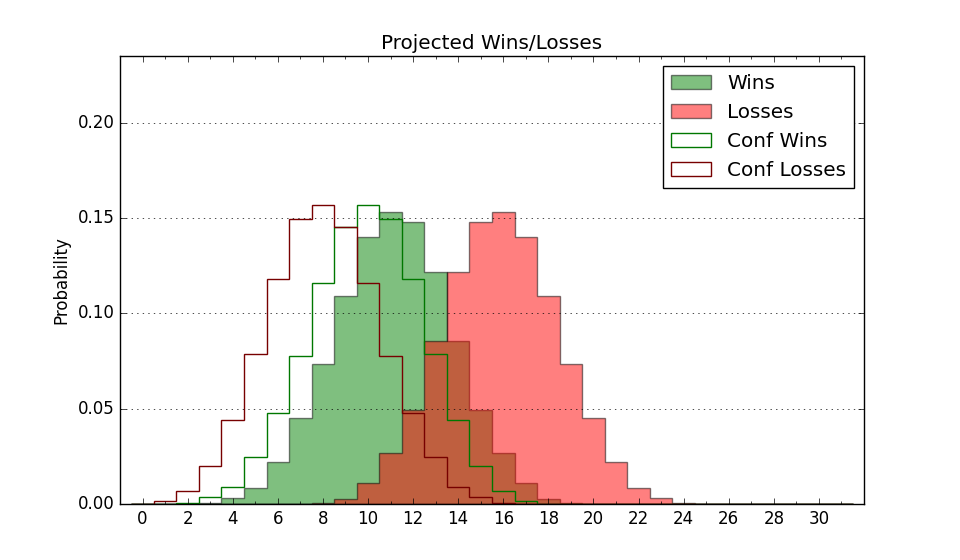 Projected Wins/Losses
Wins
Losses
Conf Wins
Conf Losses
Probability
0.20
0.15
0.10
0.05
0.00
0 2 4 6 8 10 12 14 16 18 20 22 24 26 28 30